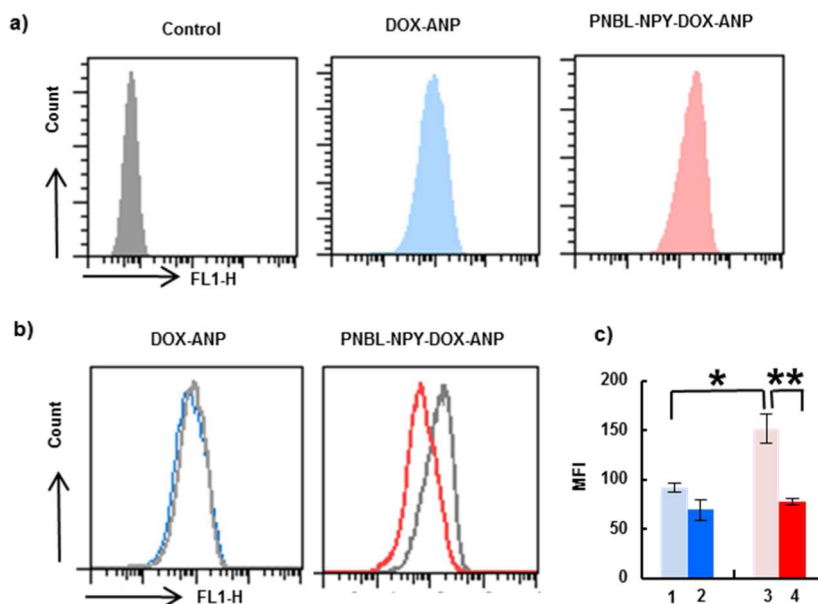 a)
Control
DOX-ANP
PNBL-NPY-DOX-ANP
Count
FL1-H
b)
DOX-ANP
PNBL-NPY-DOX-ANP
Count
FL1-H
c)
* **
MFI
200
150
100
50
0
1 2 3 4